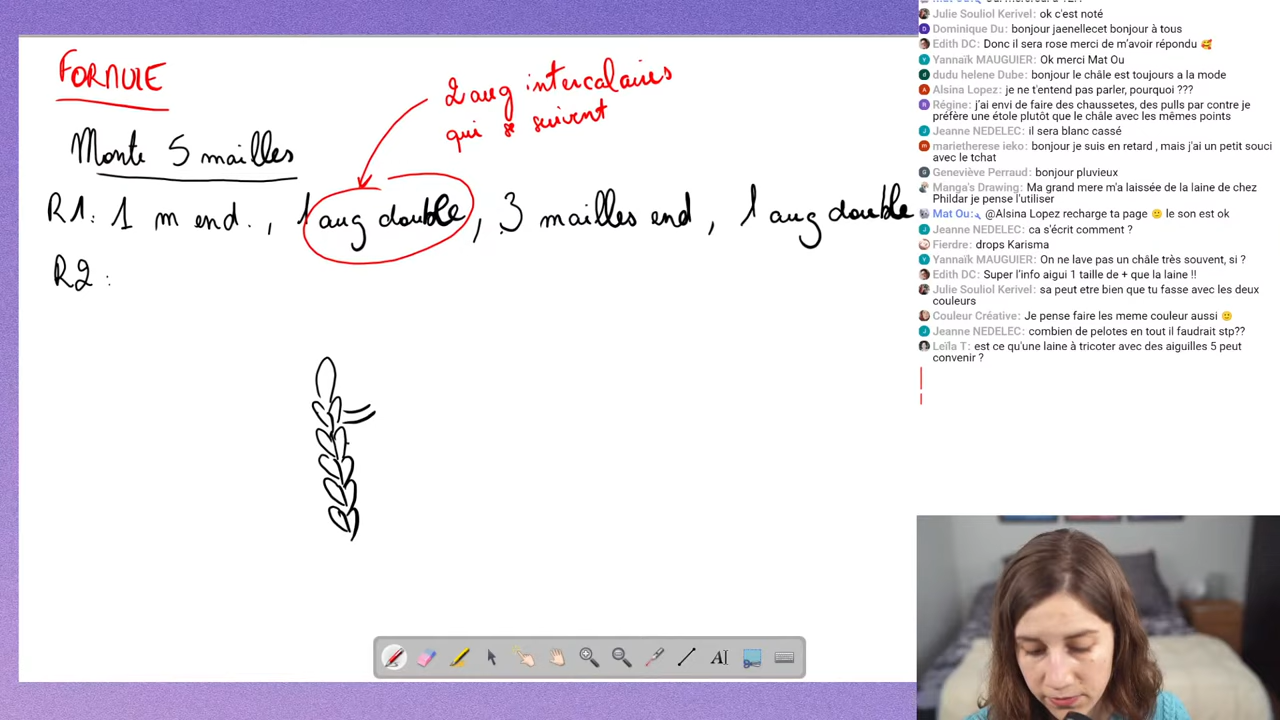 FORMULE
2 aug intercalaires
qui se suivent
Monte 5 mailles
R1: 1 m end. , 1 aug double , 3 mailles end , 1 aug double
R2 :
Julie Souliol Kerivel: ok c'est noté
Dominique Du: bonjour jaenellecet bonjour à tous
Edith DC: Donc il sera rose merci de m'avoir répondu 🥰
Yannaïk MAUGUIER: Ok merci Mat Ou
dudu helene Dube: bonjour le châle est toujours a la mode
Alsina Lopez: je ne t'entend pas parler, pourquoi ???
Régine: j'ai envi de faire des chaussetes, des pulls par contre je
préfère une étole plutôt que le châle avec les mêmes points
Jeanne NEDELEC: il sera blanc cassé
marietherese ieko: bonjour je suis en retard , mais j'ai un petit souci
avec le tchat
Geneviève Perraud: bonjour pluvieux
Manga's Drawing: Ma grand mere m'a laissée de la laine de chez
Phildar je pense l'utiliser
Mat Ou: @Alsina Lopez recharge ta page 🙂 le son est ok
Jeanne NEDELEC: ca s'écrit comment ?
Fierdre: drops Karisma
Yannaïk MAUGUIER: On ne lave pas un châle très souvent, si ?
Edith DC: Super l'info aigui 1 taille de + que la laine !!
Julie Souliol Kerivel: sa peut etre bien que tu fasse avec les deux
couleurs
Couleur Créative: Je pense faire les meme couleur aussi 🙂
Jeanne NEDELEC: combien de pelotes en tout il faudrait stp??
Leïla T: est ce qu'une laine à tricoter avec des aiguilles 5 peut
convenir ?
AI